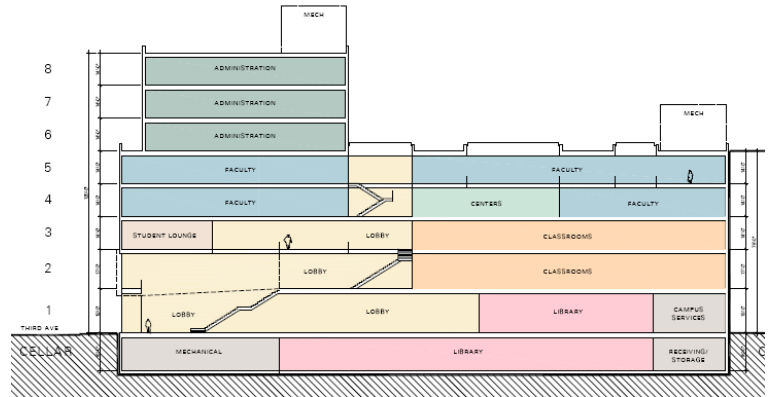 MECH
8
ADMINISTRATION
7
ADMINISTRATION
MECH
6
ADMINISTRATION
5
FACULTY
FACULTY
4
FACULTY
CENTERS
FACULTY
3
STUDENT LOUNGE
LOBBY
CLASSROOMS
2
LOBBY
CLASSROOMS
1
LOBBY
LOBBY
LIBRARY
CAMPUS
SERVICES
THIRD AVE
CELLAR
MECHANICAL
LIBRARY
RECEIVING/
STORAGE
C